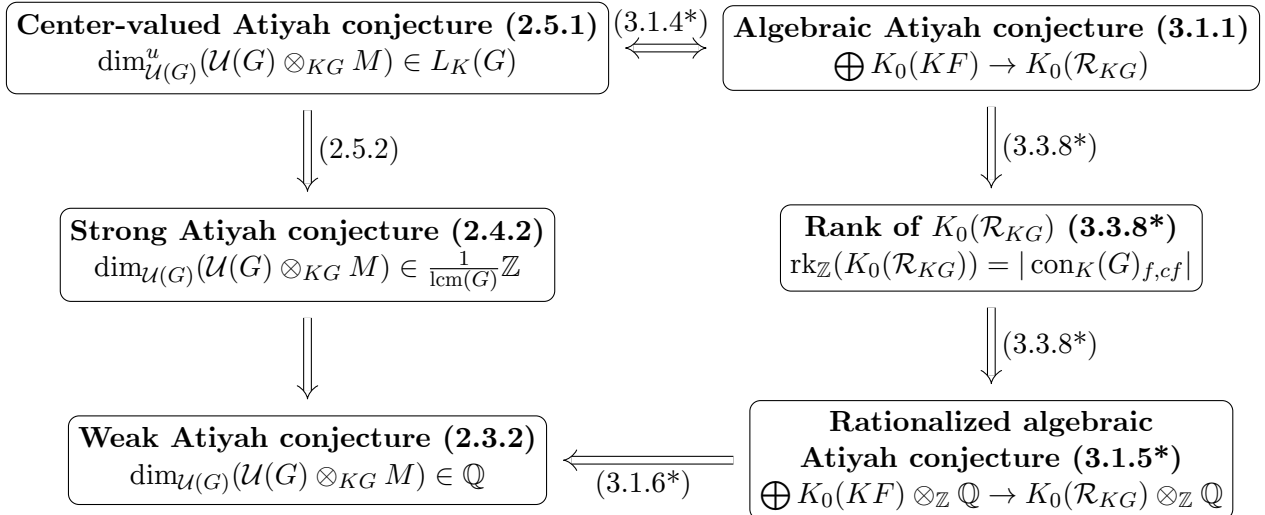 Center-valued Atiyah conjecture (2.5.1)
dim^u_{𝒰(G)}(𝒰(G) ⊗_{KG} M) ∈ L_K(G)
(3.1.4*)
Algebraic Atiyah conjecture (3.1.1)
⨁ K_0(KF) → K_0(ℛ_{KG})
(2.5.2)
(3.3.8*)
Strong Atiyah conjecture (2.4.2)
dim_{𝒰(G)}(𝒰(G) ⊗_{KG} M) ∈ \frac{1}{lcm(G)}ℤ
Rank of K_0(ℛ_{KG}) (3.3.8*)
rk_ℤ(K_0(ℛ_{KG})) = | con_K(G)_{f,cf}|
(3.3.8*)
Weak Atiyah conjecture (2.3.2)
dim_{𝒰(G)}(𝒰(G) ⊗_{KG} M) ∈ ℚ
(3.1.6*)
Rationalized algebraic
Atiyah conjecture (3.1.5*)
⨁ K_0(KF) ⊗_ℤ ℚ → K_0(ℛ_{KG}) ⊗_ℤ ℚ